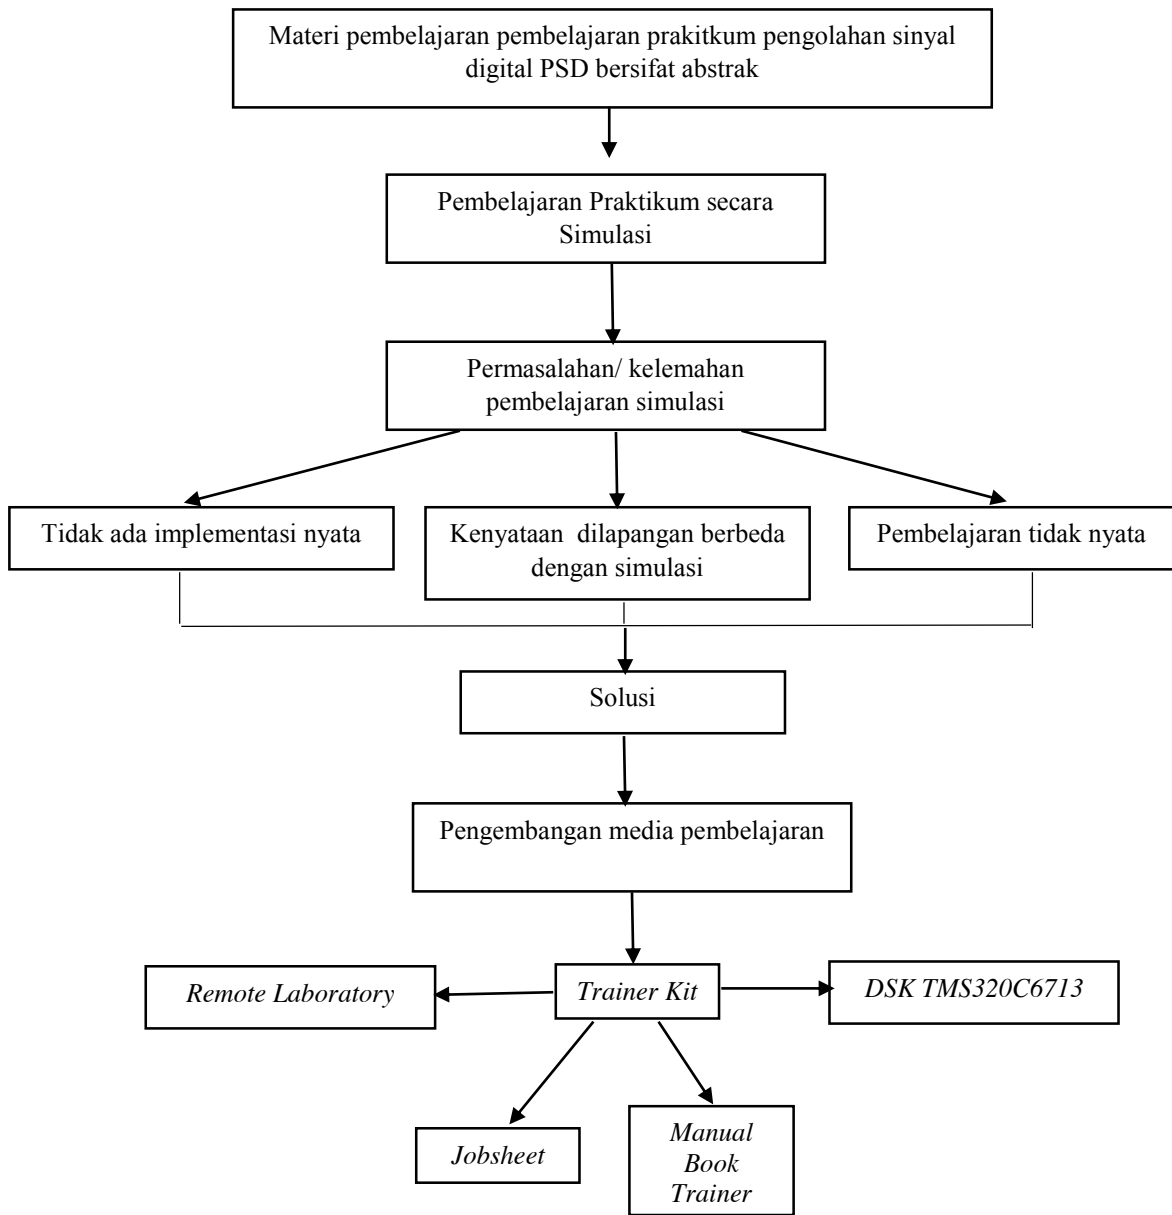 Materi pembelajaran pembelajaran prakitkum pengolahan sinyal
digital PSD bersifat abstrak
Pembelajaran Praktikum secara
Simulasi
Permasalahan/ kelemahan
pembelajaran simulasi
Tidak ada implementasi nyata
Kenyataan dilapangan berbeda
dengan simulasi
Pembelajaran tidak nyata
Solusi
Pengembangan media pembelajaran
Remote Laboratory
Trainer Kit
DSK TMS320C6713
Jobsheet
Manual
Book
Trainer